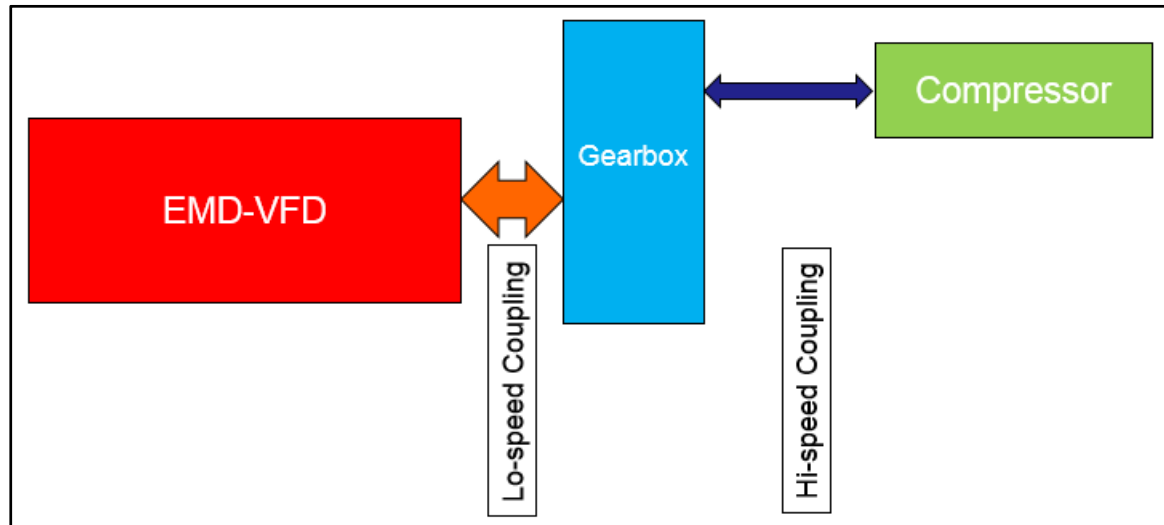 EMD-VFD
Lo-speed Coupling
Gearbox
Hi-speed Coupling
Compressor